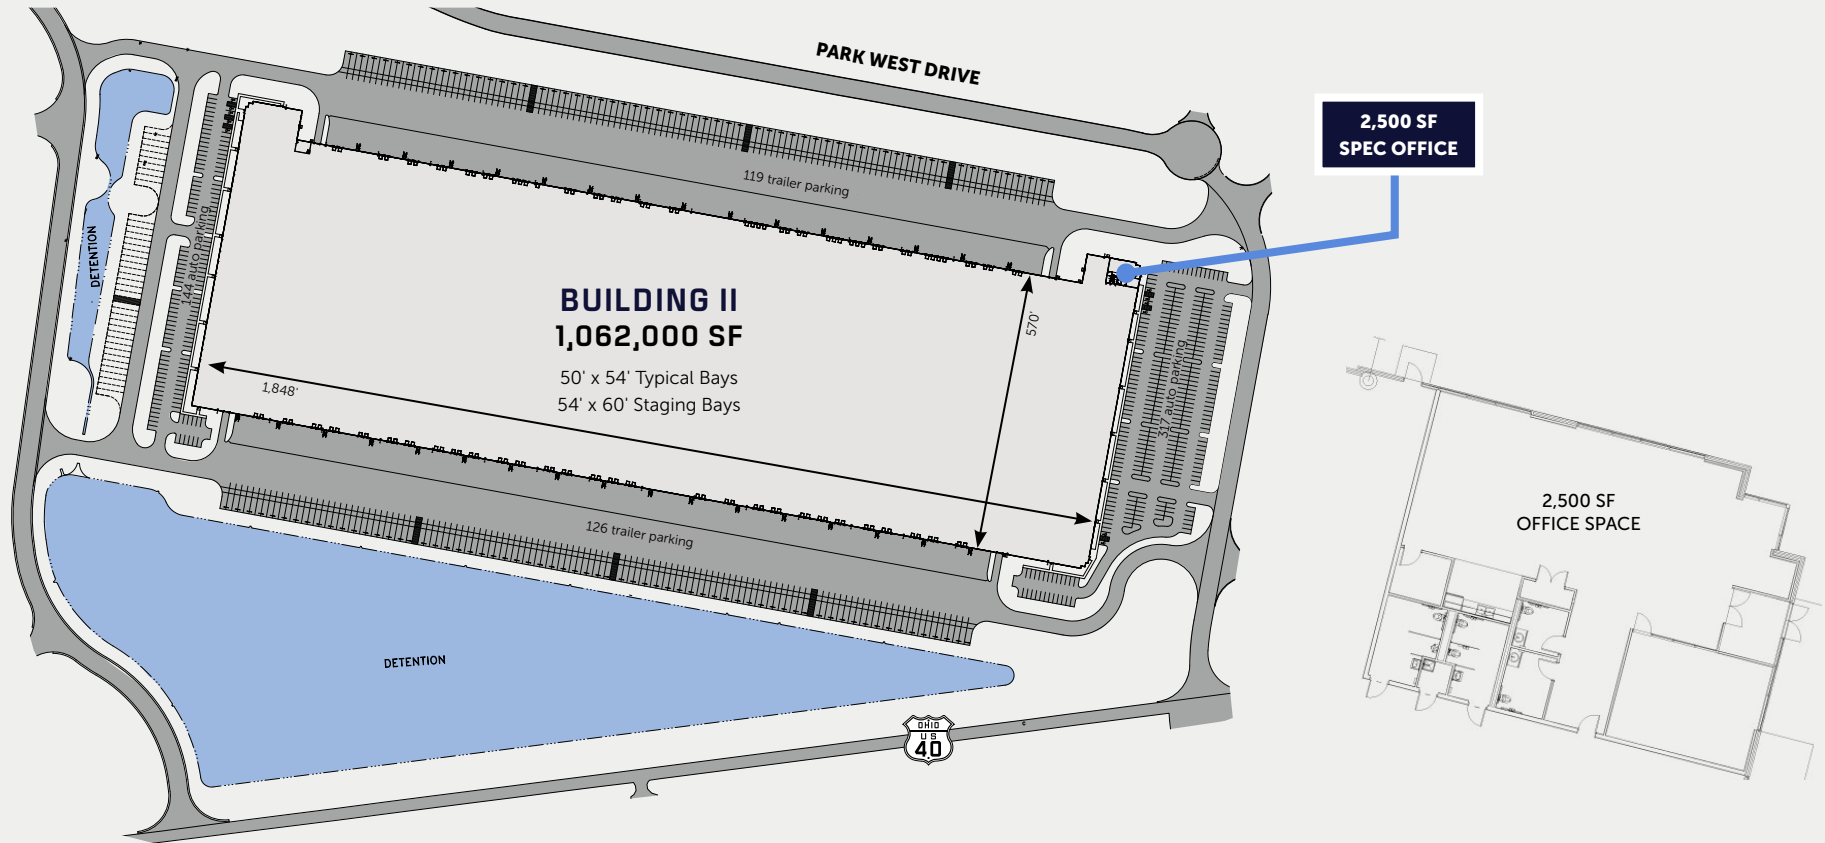 PARK WEST DRIVE
2,500 SF
SPEC OFFICE
119 trailer parking
144 auto parking
DETENTION
BUILDING II
1,062,000 SF
50' x 54' Typical Bays
54' x 60' Staging Bays
570'
1,848'
317 auto parking
126 trailer parking
2,500 SF
OFFICE SPACE
DETENTION
OHIO
US
40